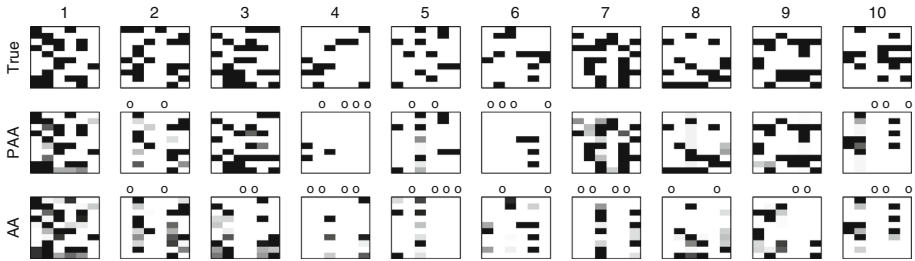 1 2 3 4 5 6 7 8 9 10
True
o o o o o o o o o o o o o o o
PAA
o o o o o o o o o o o o o o o o o o o o o o o o o
AA